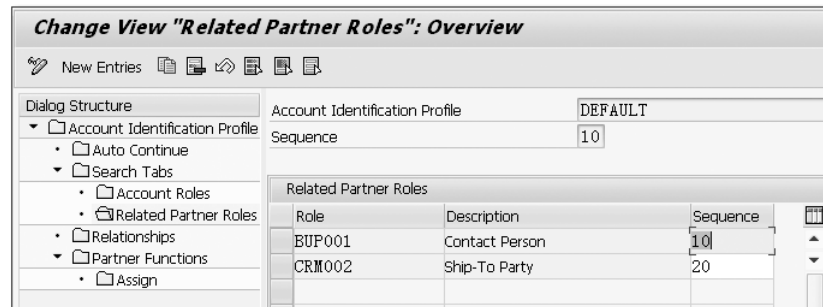 Change View "Related Partner Roles": Overview
New Entries
Dialog Structure
Account Identification Profile
Auto Continue
Search Tabs
Account Roles
Related Partner Roles
Relationships
Partner Functions
Assign
Account Identification Profile DEFAULT
Sequence 10
Related Partner Roles
Role Description Sequence
BUP001 Contact Person 10
CRM002 Ship-To Party 20